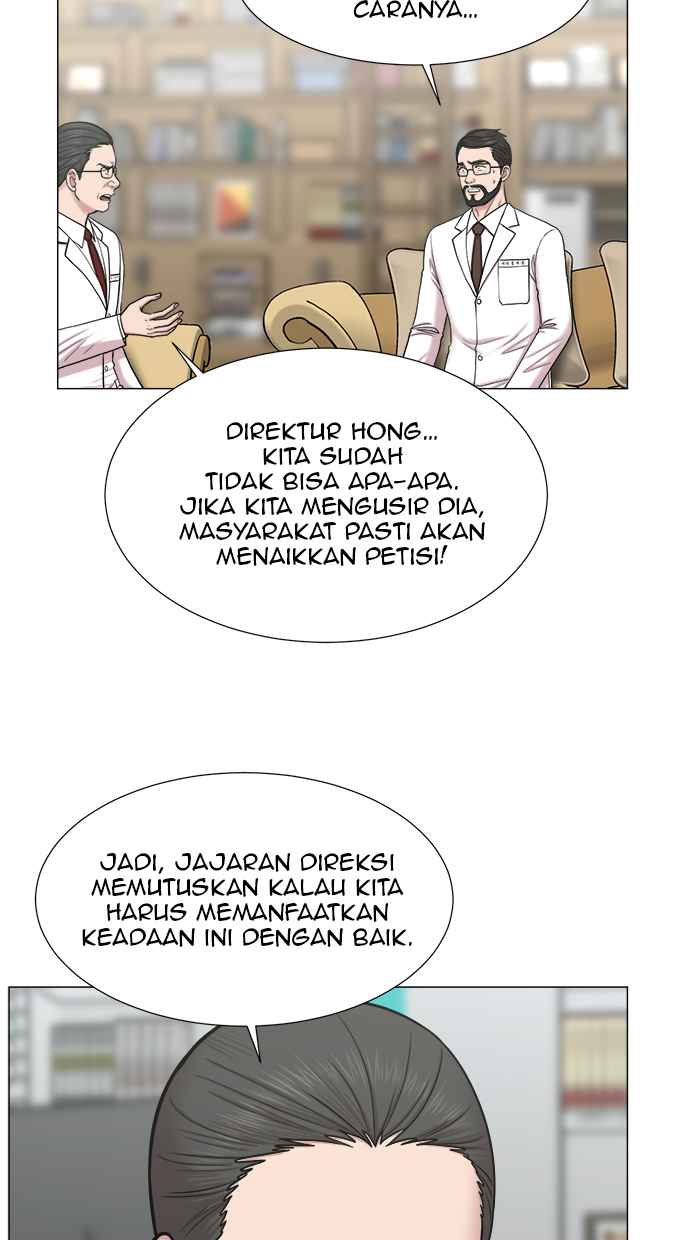 CARANYA...
DIREKTUR HONG...
KITA SUDAH
TIDAK BISA APA-APA.
JIKA KITA MENGUSIR DIA,
MASYARAKAT PASTI AKAN
MENAIKKAN PETISI!
JADI, JAJARAN DIREKSI
MEMUTUSKAN KALAU KITA
HARUS MEMANFAATKAN
KEADAAN INI DENGAN BAIK.